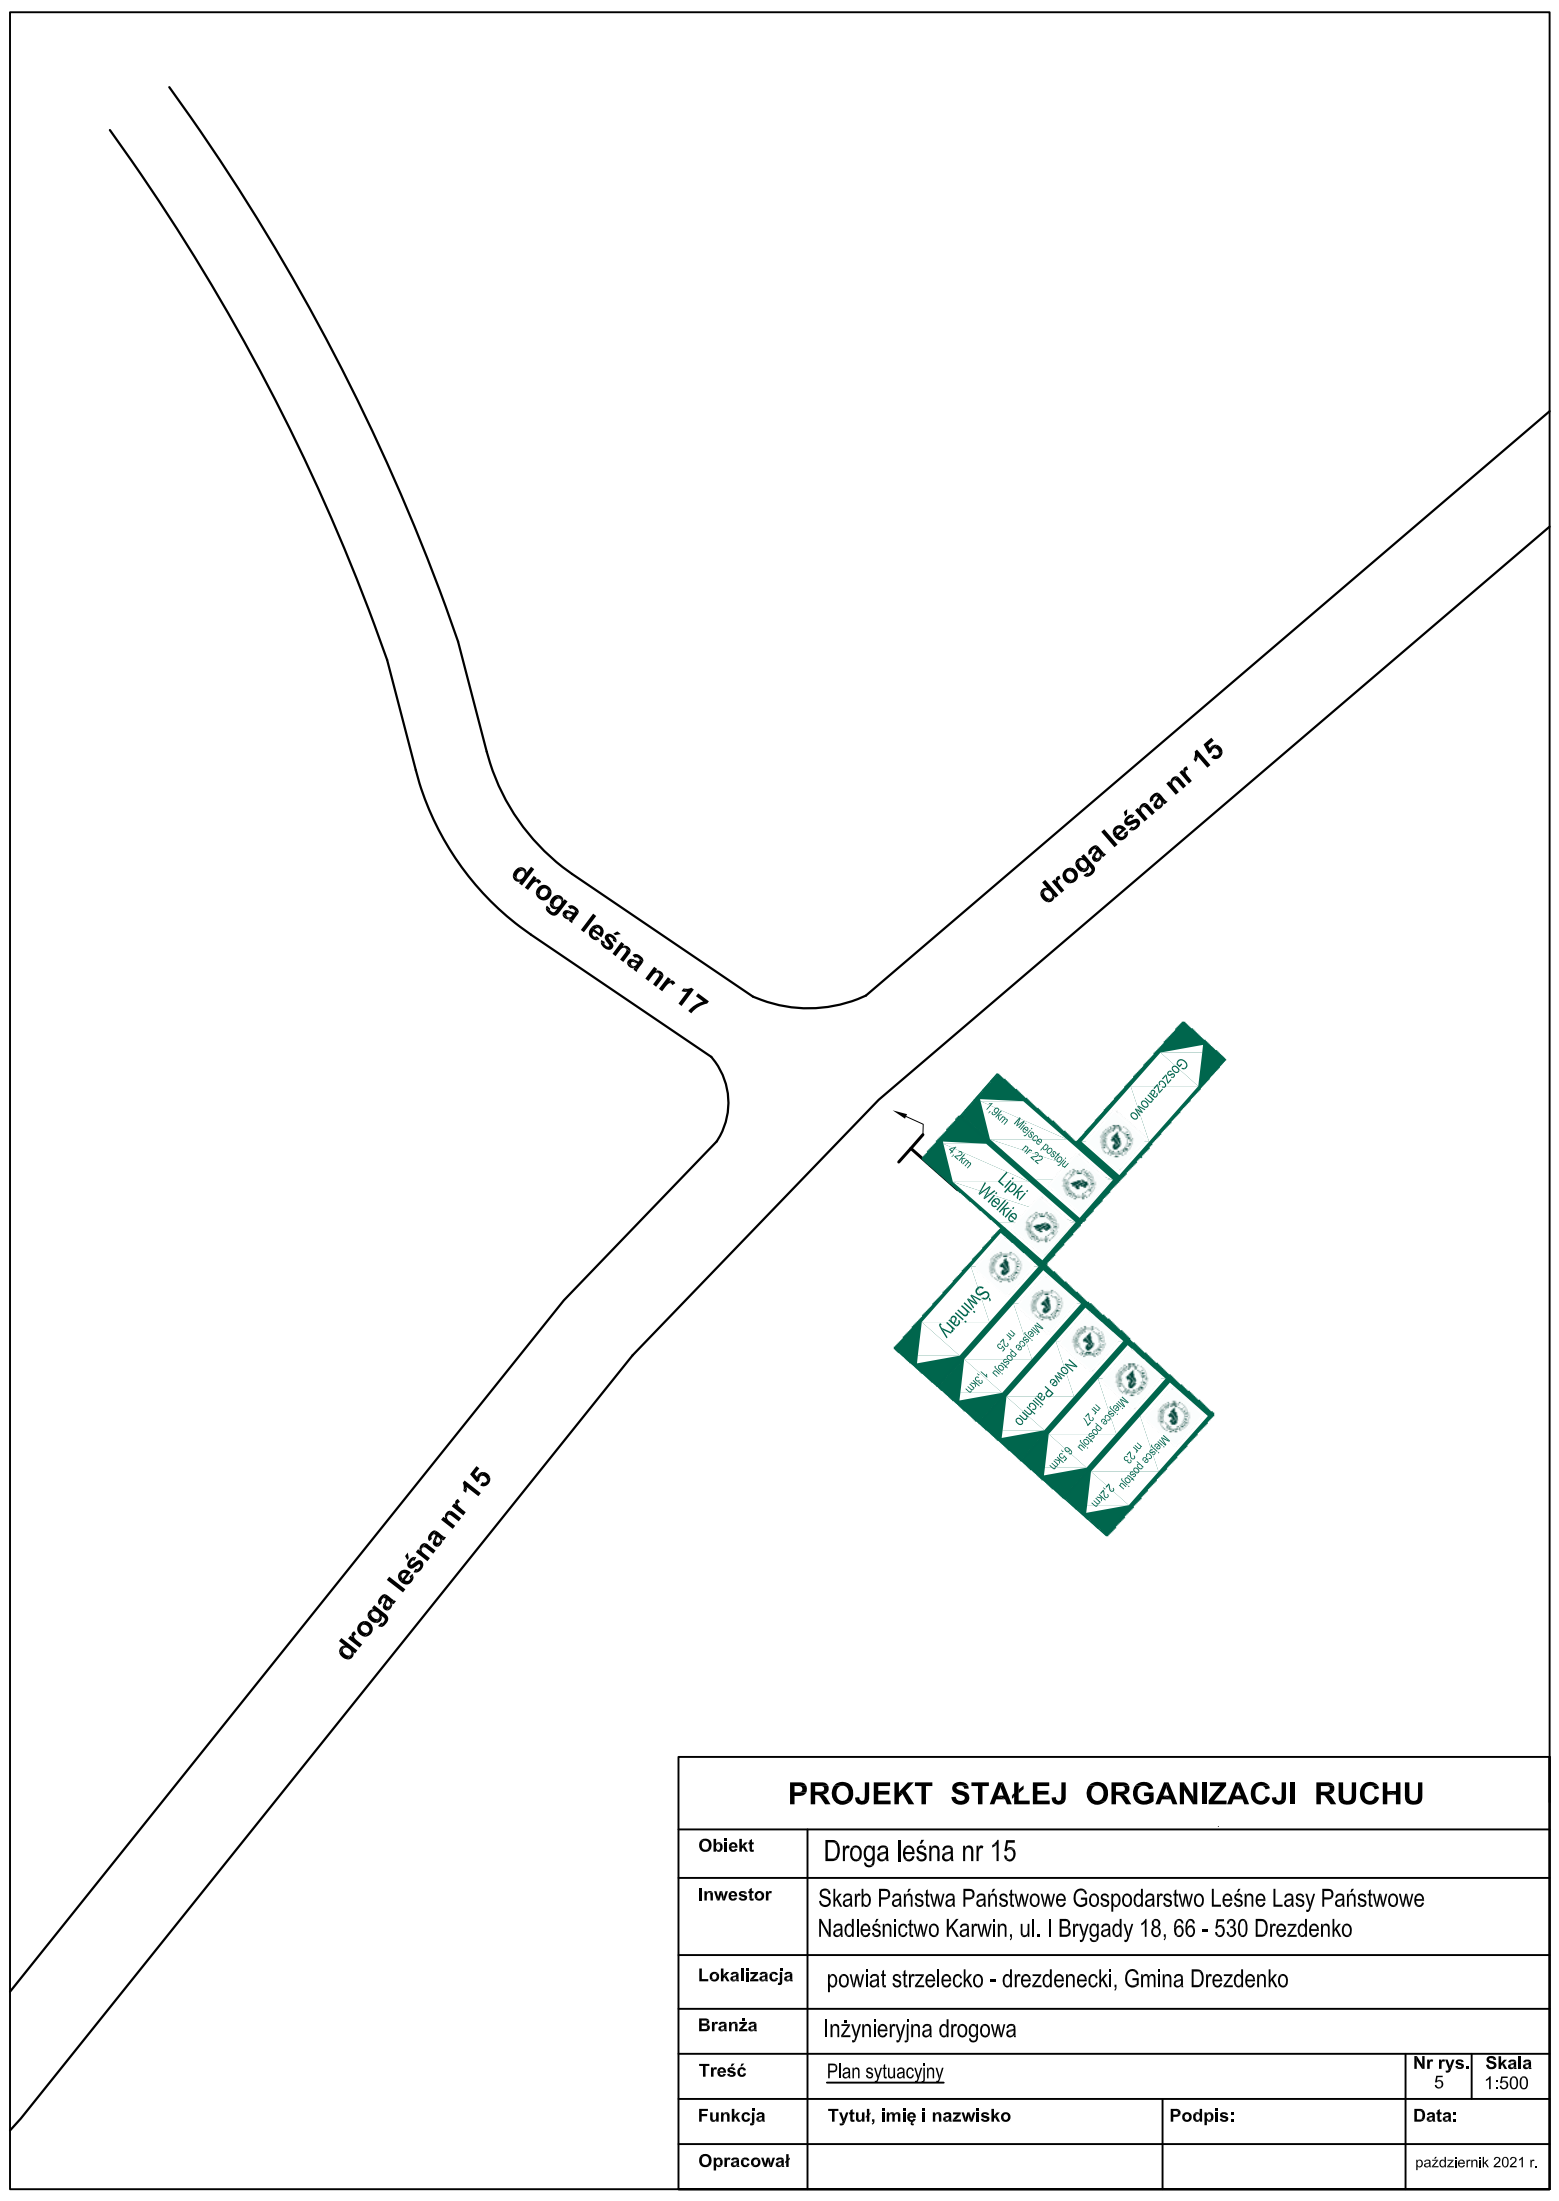 droga leśna nr 15
droga leśna nr 17
Goszczanowo
1,9km
Miejsce postoju
nr 22
4,2km
Lipki
Wielkie
Świniary
Miejsce postoju
nr 25
1,3km
Nowe Palichno
Miejsce postoju
nr 27
6,5km
Miejsce postoju
nr 23
2,2km
droga leśna nr 15
PROJEKT STAŁEJ ORGANIZACJI RUCHU
Obiekt Droga leśna nr 15
Inwestor Skarb Państwa Państwowe Gospodarstwo Leśne Lasy Państwowe
Nadleśnictwo Karwin, ul. I Brygady 18, 66 - 530 Drezdenko
Lokalizacja powiat strzelecko - drezdenecki, Gmina Drezdenko
Branża Inżynieryjna drogowa
Treść Plan sytuacyjny Nr rys. Skala
5 1:500
Funkcja Tytuł, imię i nazwisko Podpis: Data:
Opracował październik 2021 r.